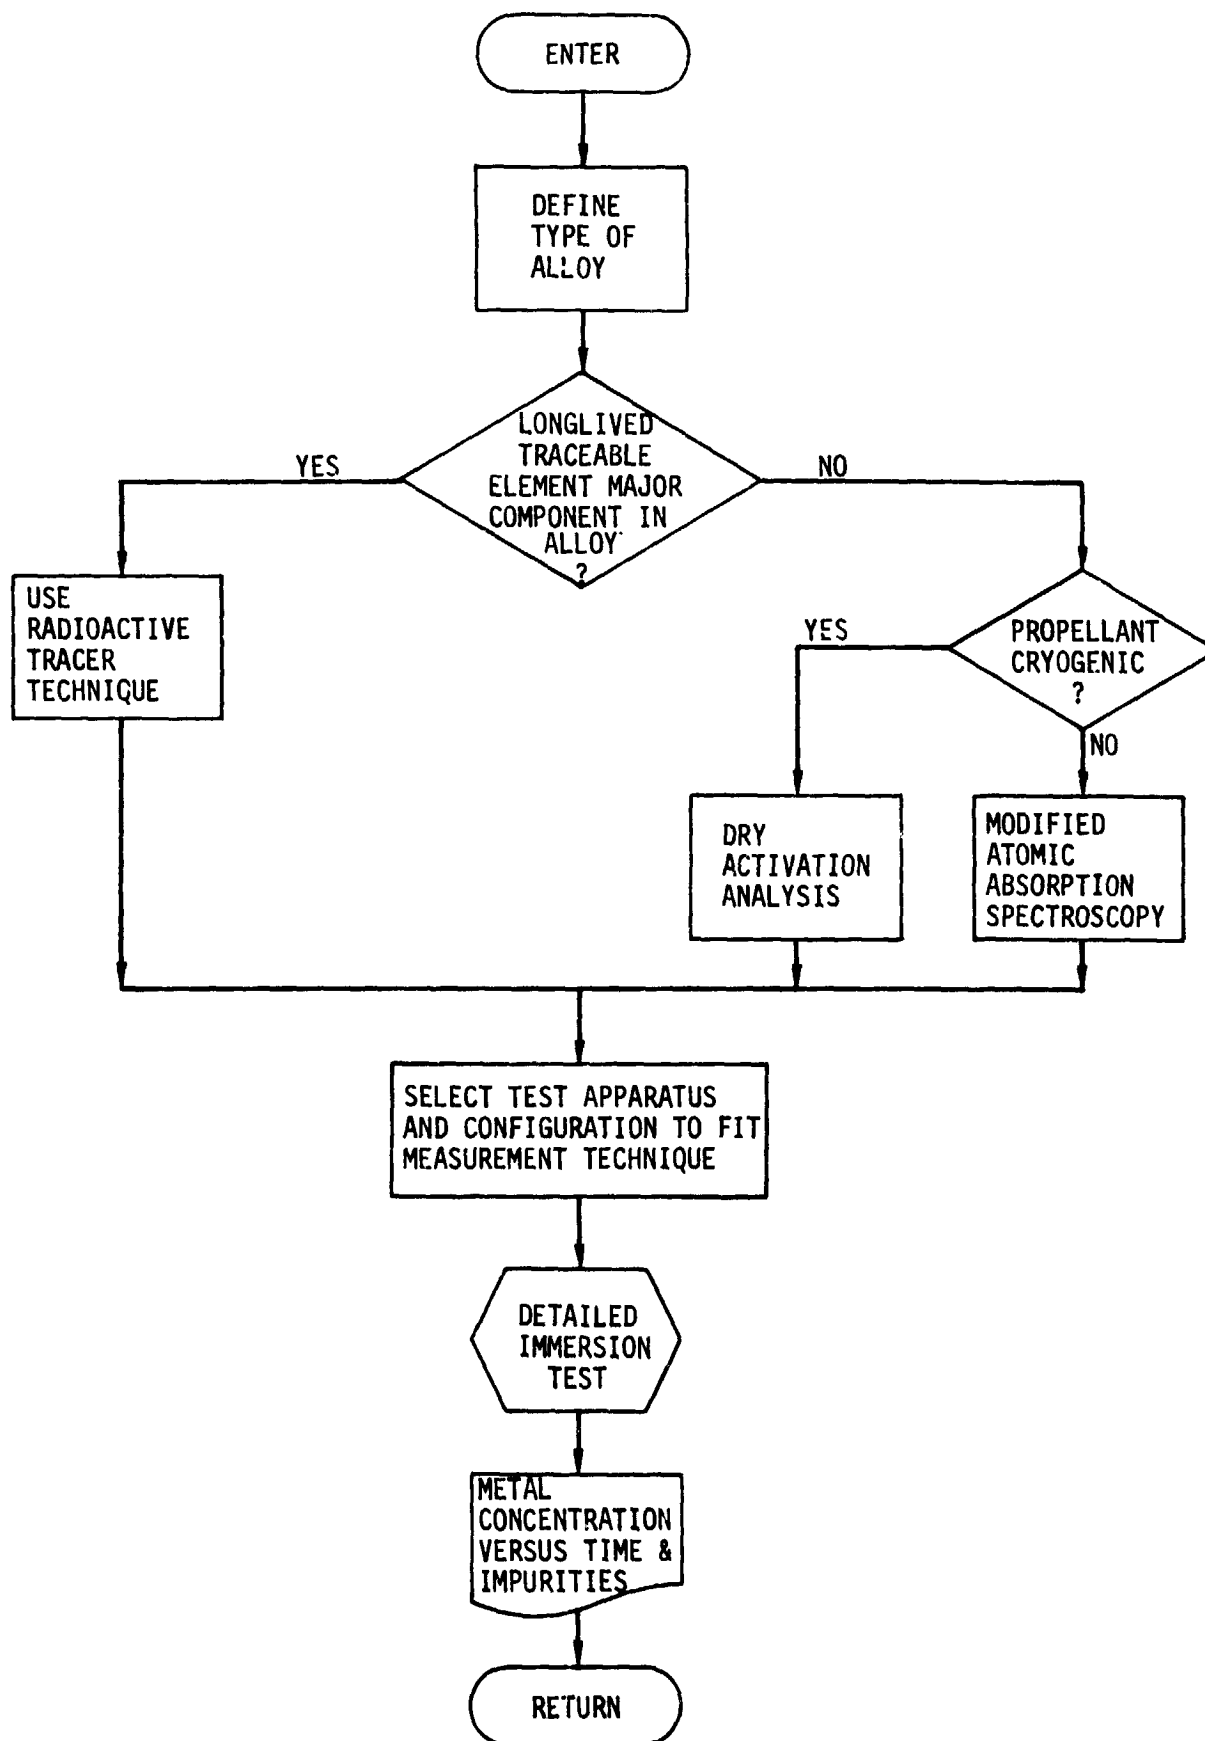 ENTER
DEFINE
TYPE OF
ALLOY
LONGLIVED
TRACEABLE
ELEMENT MAJOR
COMPONENT IN
ALLOY
?
YES
NO
USE
RADIOACTIVE
TRACER
TECHNIQUE
PROPELLANT
CRYOGENIC
?
YES
NO
DRY
ACTIVATION
ANALYSIS
MODIFIED
ATOMIC
ABSORPTION
SPECTROSCOPY
SELECT TEST APPARATUS
AND CONFIGURATION TO FIT
MEASUREMENT TECHNIQUE
DETAILED
IMMERSION
TEST
METAL
CONCENTRATION
VERSUS TIME &
IMPURITIES
RETURN